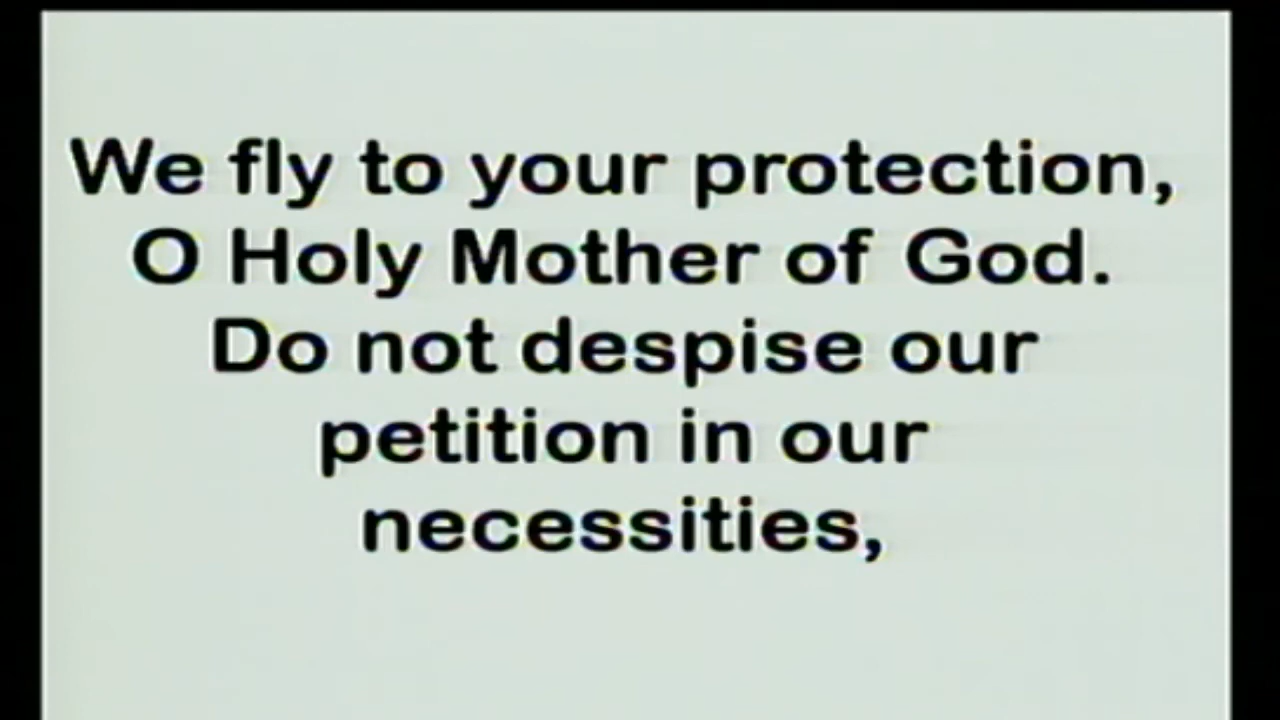 We fly to your protection,
O Holy Mother of God.
Do not despise our
petition in our
necessities,